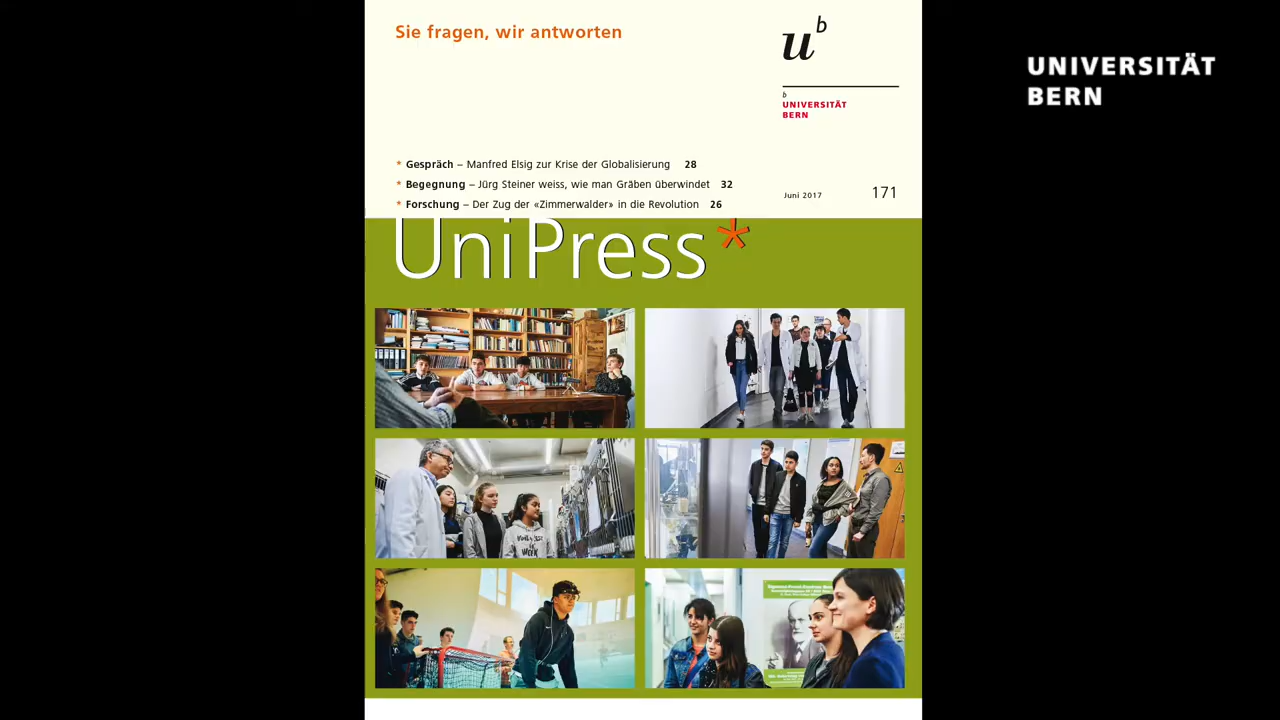 Sie fragen, wir antworten
u b
b
UNIVERSITÄT
BERN
* Gespräch – Manfred Elsig zur Krise der Globalisierung 28
* Begegnung – Jürg Steiner weiss, wie man Gräben überwindet 32
* Forschung – Der Zug der «Zimmerwalder» in die Revolution 26
Juni 2017 171
UniPress*
UNIVERSITÄT
BERN